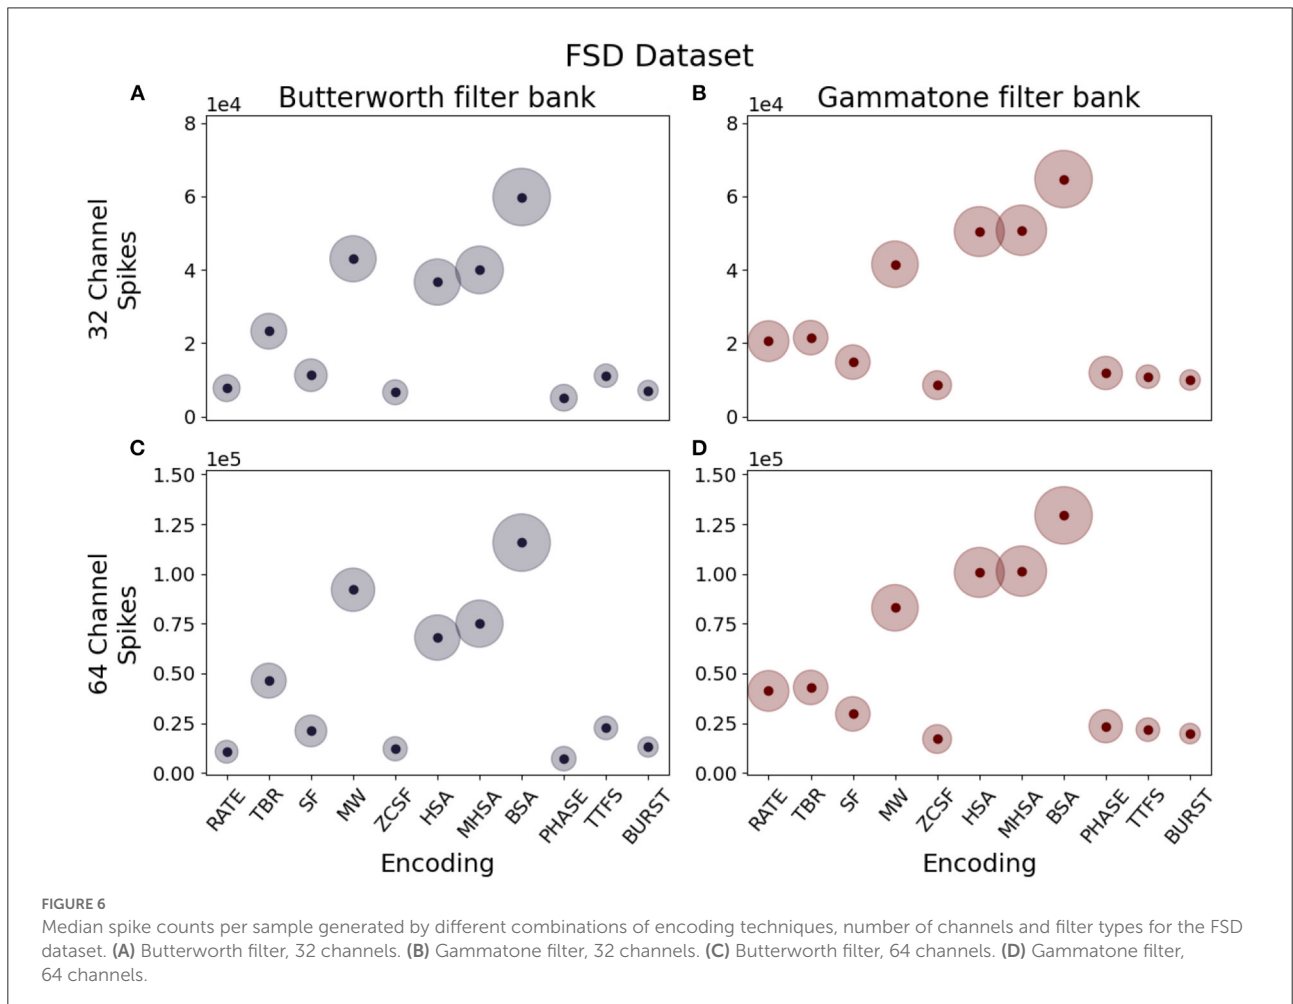 FSD Dataset
A
Butterworth filter bank
1e4
8
6
4
2
0
32 Channel
Spikes
B
Gammatone filter bank
1e4
8
6
4
2
0
C
1e5
1.50
1.25
1.00
0.75
0.50
0.25
0.00
64 Channel
Spikes
RATE
TBR
SF
MW
ZCSF
HSA
MHSA
BSA
PHASE
TTFS
BURST
Encoding
D
1e5
1.50
1.25
1.00
0.75
0.50
0.25
0.00
RATE
TBR
SF
MW
ZCSF
HSA
MHSA
BSA
PHASE
TTFS
BURST
Encoding
FIGURE 6
Median spike counts per sample generated by different combinations of encoding techniques, number of channels and filter types for the FSD
dataset. (A) Butterworth filter, 32 channels. (B) Gammatone filter, 32 channels. (C) Butterworth filter, 64 channels. (D) Gammatone filter,
64 channels.